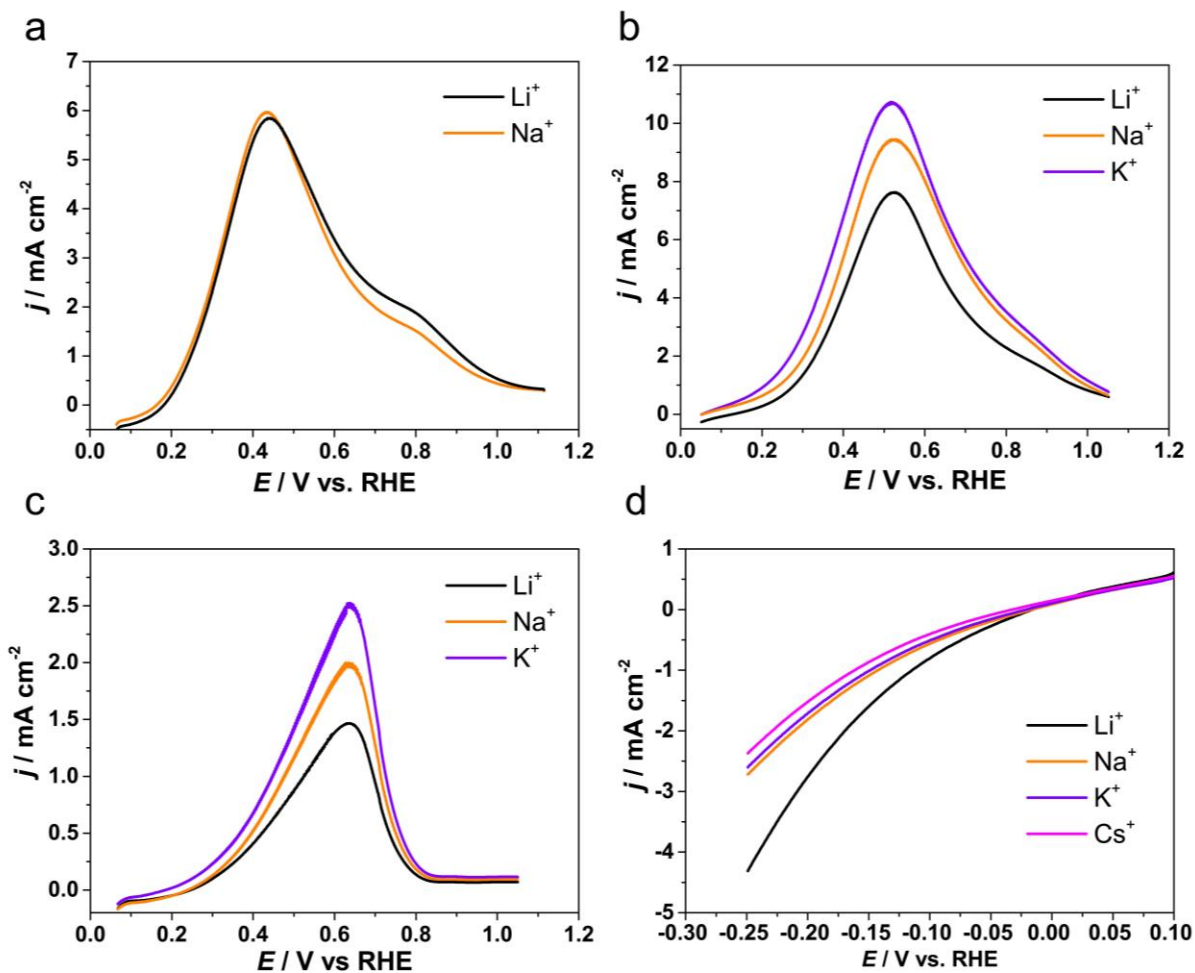 a
7
6
5
4
3
2
1
0
j / mA cm⁻²
Li⁺
Na⁺
0.0 0.2 0.4 0.6 0.8 1.0 1.2
E / V vs. RHE
b
12
10
8
6
4
2
0
j / mA cm⁻²
Li⁺
Na⁺
K⁺
0.0 0.2 0.4 0.6 0.8 1.0 1.2
E / V vs. RHE
c
3.0
2.5
2.0
1.5
1.0
0.5
0.0
j / mA cm⁻²
Li⁺
Na⁺
K⁺
0.0 0.2 0.4 0.6 0.8 1.0 1.2
E / V vs RHE
d
1
0
-1
-2
-3
-4
-5
j / mA cm⁻²
Li⁺
Na⁺
K⁺
Cs⁺
-0.30 -0.25 -0.20 -0.15 -0.10 -0.05 0.00 0.05 0.10
E / V vs. RHE